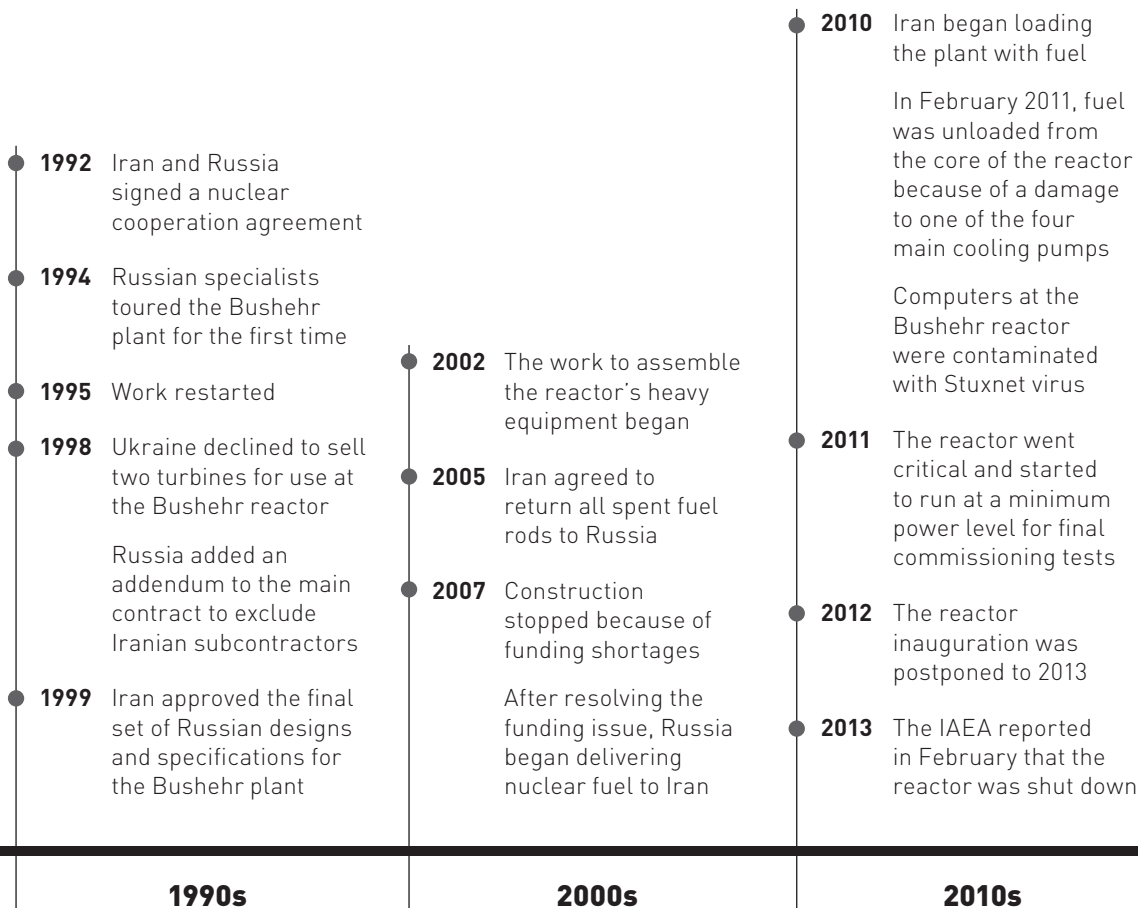 1992 Iran and Russia
signed a nuclear
cooperation agreement
1994 Russian specialists
toured the Bushehr
plant for the first time
1995 Work restarted
1998 Ukraine declined to sell
two turbines for use at
the Bushehr reactor
Russia added an
addendum to the main
contract to exclude
Iranian subcontractors
1999 Iran approved the final
set of Russian designs
and specifications for
the Bushehr plant
1990s
2002 The work to assemble
the reactor's heavy
equipment began
2005 Iran agreed to
return all spent fuel
rods to Russia
2007 Construction
stopped because of
funding shortages
After resolving the
funding issue, Russia
began delivering
nuclear fuel to Iran
2000s
2010 Iran began loading
the plant with fuel
In February 2011, fuel
was unloaded from
the core of the reactor
because of a damage
to one of the four
main cooling pumps
Computers at the
Bushehr reactor
were contaminated
with Stuxnet virus
2011 The reactor went
critical and started
to run at a minimum
power level for final
commissioning tests
2012 The reactor
inauguration was
postponed to 2013
2013 The IAEA reported
in February that the
reactor was shut down
2010s